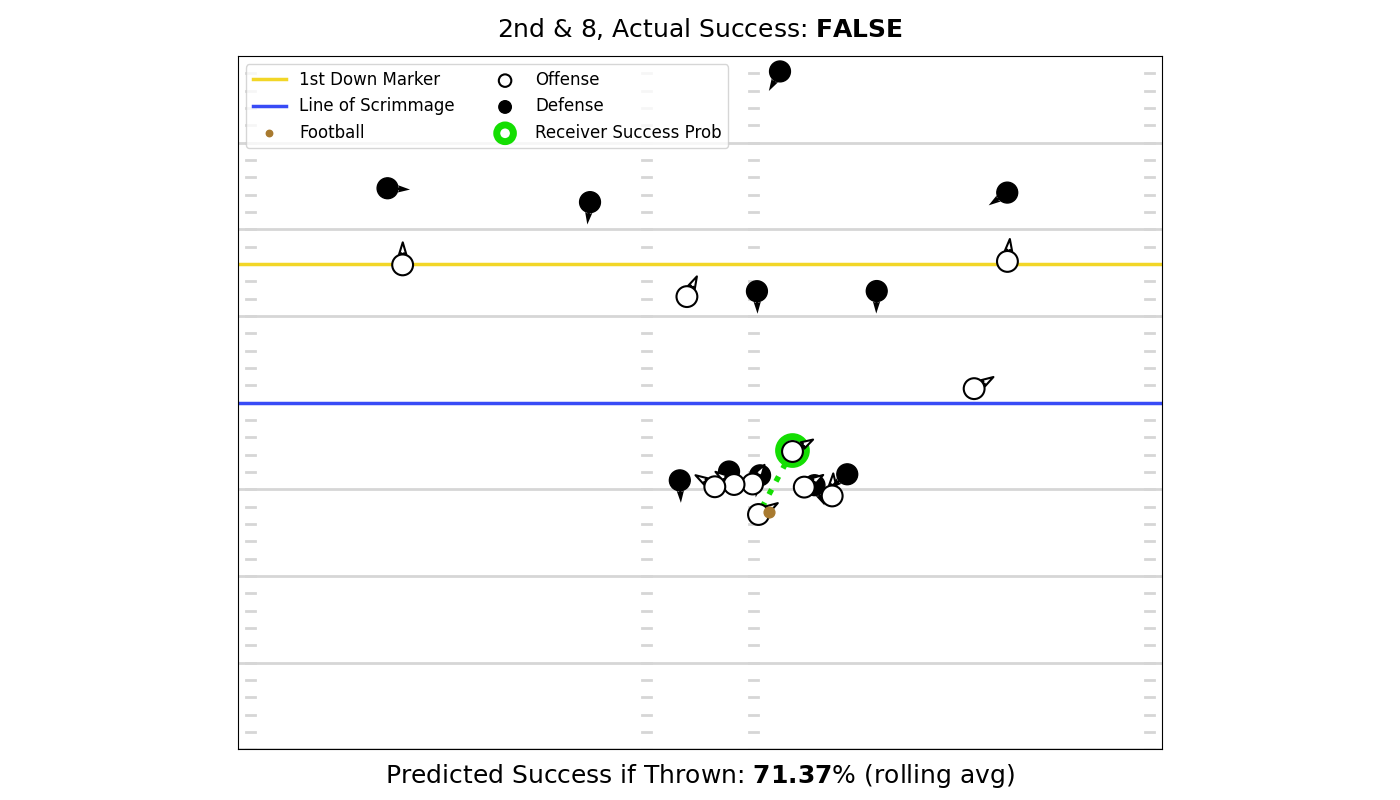 2nd & 8, Actual Success: FALSE
1st Down Marker
Line of Scrimmage
Football
Offense
Defense
Receiver Success Prob
Predicted Success if Thrown: 71.37% (rolling avg)